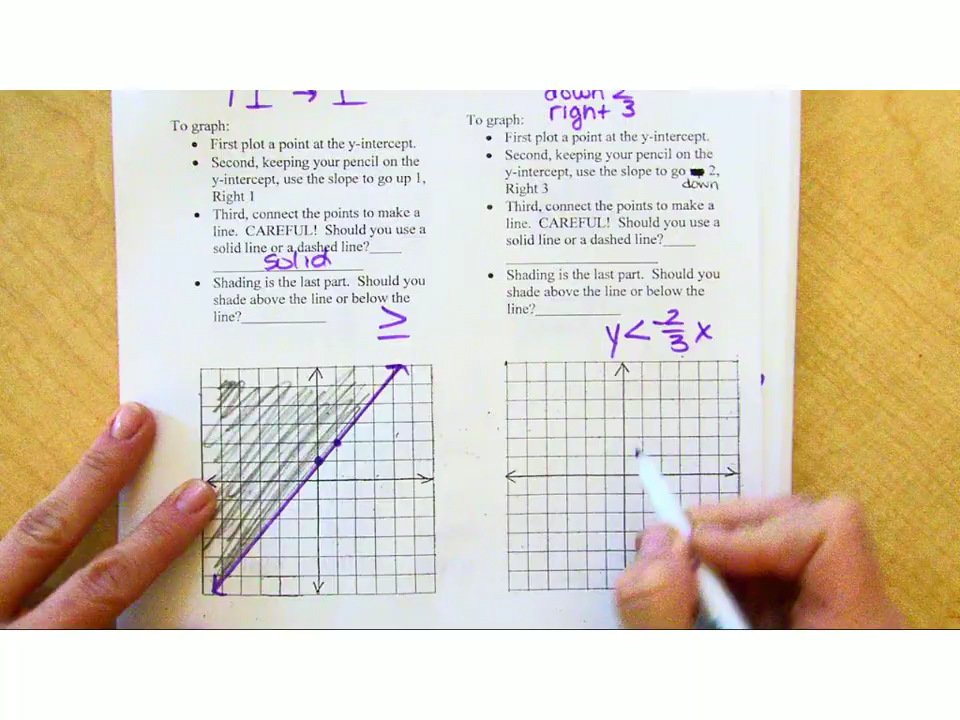 1 → 1
To graph:
• First plot a point at the y-intercept.
• Second, keeping your pencil on the
y-intercept, use the slope to go up 1,
Right 1
• Third, connect the points to make a
line. CAREFUL! Should you use a
solid line or a dashed line?____
solid
• Shading is the last part. Should you
shade above the line or below the
line?____________
≥
down 2
right 3
To graph:
• First plot a point at the y-intercept.
• Second, keeping your pencil on the
y-intercept, use the slope to go 2,
down
Right 3
• Third, connect the points to make a
line. CAREFUL! Should you use a
solid line or a dashed line?____
• Shading is the last part. Should you
shade above the line or below the
line?____________
y < -2/3 x